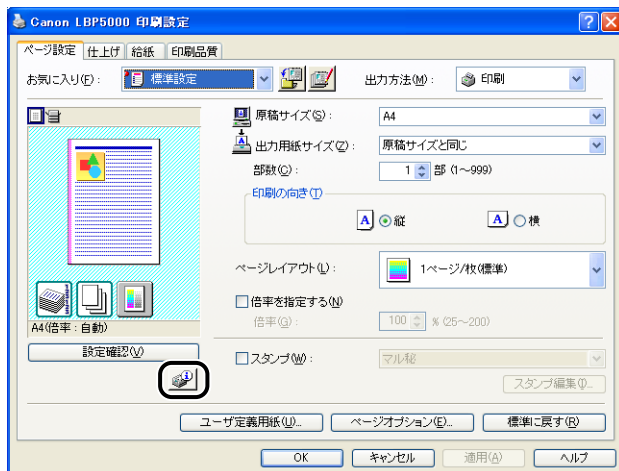 Canon LBP5000 印刷設定
ページ設定 仕上げ 給紙 印刷品質
お気に入り(F): 標準設定 出力方法(M): 印刷
原稿サイズ(S): A4
出力用紙サイズ(Z): 原稿サイズと同じ
部数(C): 1 部 (1～999)
印刷の向き(T)
A 縦 A 横
ページレイアウト(L): 1ページ/枚(標準)
倍率を指定する(N)
倍率(G): 100 % (25～200)
A4(倍率:自動)
設定確認(V)
スタンプ(W): マル秘
スタンプ編集(I)...
ユーザ定義用紙(U)... ページオプション(E)... 標準に戻す(R)
OK キャンセル 適用(A) ヘルプ